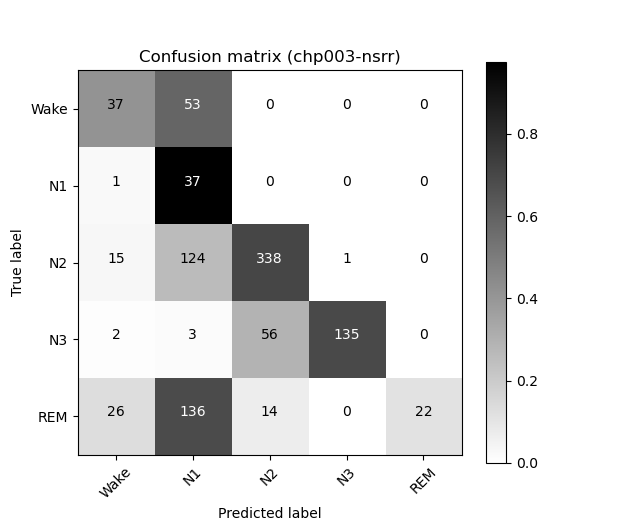 Confusion matrix (chp003-nsrr)
True label
Wake 37 53 0 0 0
N1 1 37 0 0 0
N2 15 124 338 1 0
N3 2 3 56 135 0
REM 26 136 14 0 22
Wake N1 N2 N3 REM
Predicted label
0.8
0.6
0.4
0.2
0.0